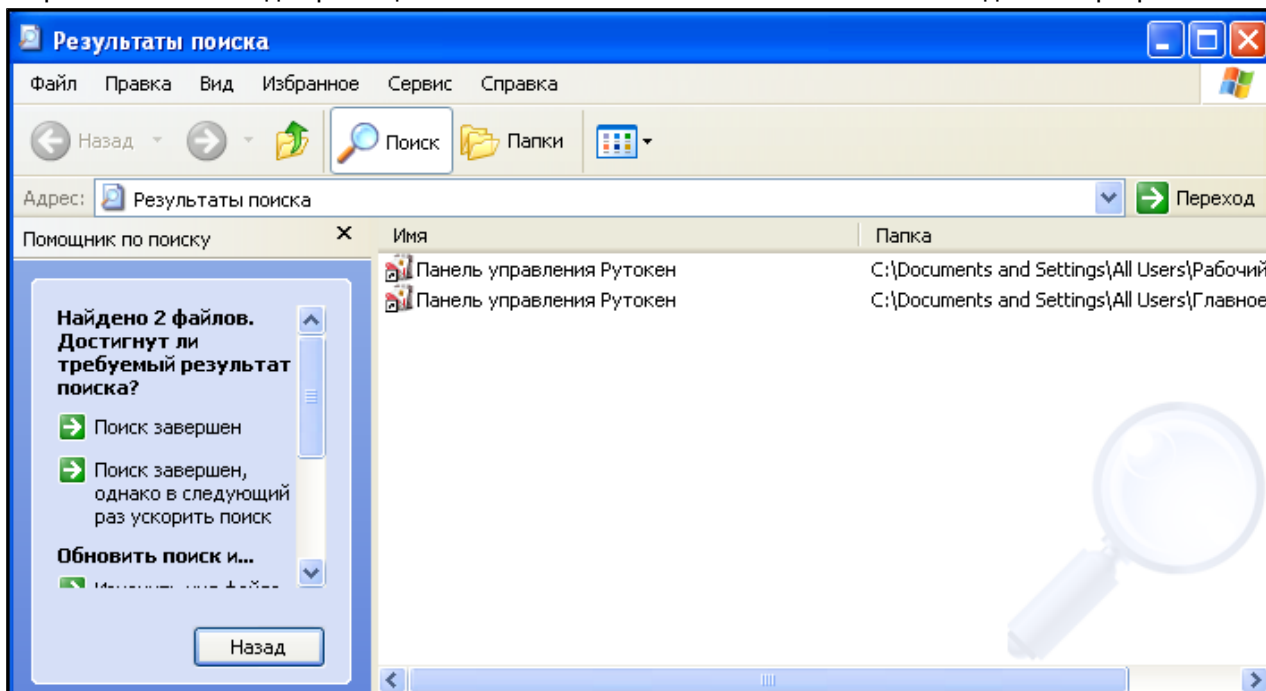 Результаты поиска
Файл Правка Вид Избранное Сервис Справка
Назад Поиск Папки
Адрес: Результаты поиска Переход
Помощник по поиску
Найдено 2 файлов.
Достигнут ли
требуемый результат
поиска?
Поиск завершен
Поиск завершен,
однако в следующий
раз ускорить поиск
Обновить поиск и...
Назад
Имя Папка
Панель управления Рутокен C:\Documents and Settings\All Users\Рабочий
Панель управления Рутокен C:\Documents and Settings\All Users\Главное